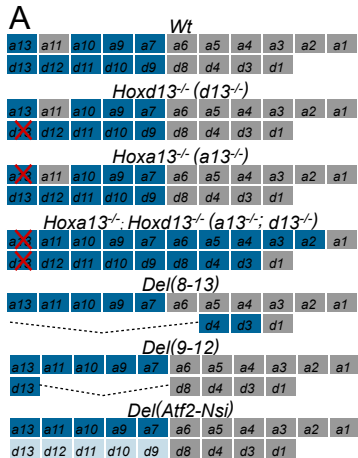 A
Wt
a13 a11 a10 a9 a7 a6 a5 a4 a3 a2 a1
d13 d12 d11 d10 d9 d8 d4 d3 d1
Hoxd13-/- (d13-/-)
a13 a11 a10 a9 a7 a6 a5 a4 a3 a2 a1
d13 d12 d11 d10 d9 d8 d4 d3 d1
Hoxa13-/- (a13-/-)
a13 a11 a10 a9 a7 a6 a5 a4 a3 a2 a1
d13 d12 d11 d10 d9 d8 d4 d3 d1
Hoxa13-/-; Hoxd13-/- (a13-/-; d13-/-)
a13 a11 a10 a9 a7 a6 a5 a4 a3 a2 a1
d13 d12 d11 d10 d9 d8 d4 d3 d1
Del(8-13)
a13 a11 a10 a9 a7 a6 a5 a4 a3 a2 a1
d4 d3 d1
Del(9-12)
a13 a11 a10 a9 a7 a6 a5 a4 a3 a2 a1
d13 d8 d4 d3 d1
Del(Atf2-Nsi)
a13 a11 a10 a9 a7 a6 a5 a4 a3 a2 a1
d13 d12 d11 d10 d9 d8 d4 d3 d1